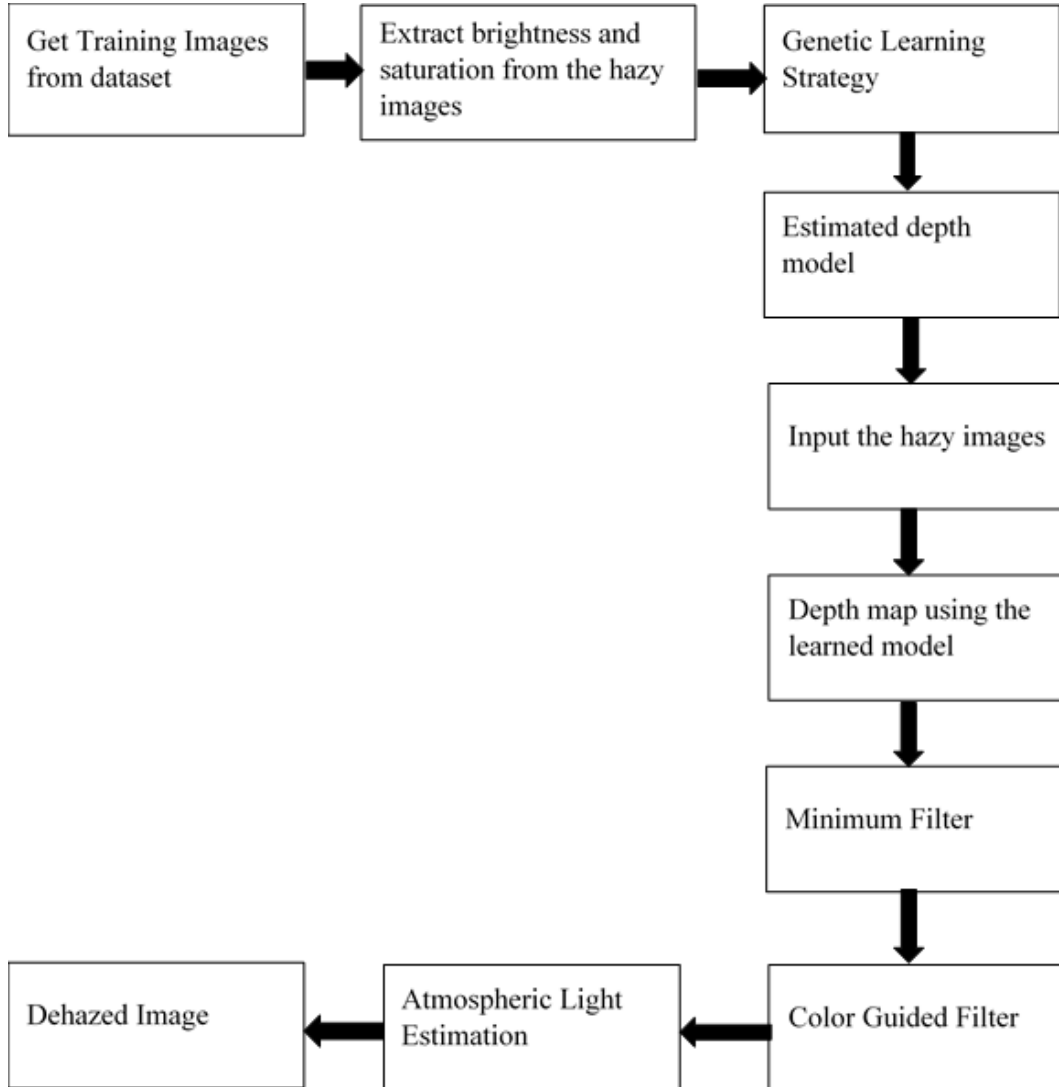 Get Training Images
from dataset
Extract brightness and
saturation from the hazy
images
Genetic Learning
Strategy
Estimated depth
model
Input the hazy images
Depth map using the
learned model
Minimum Filter
Color Guided Filter
Atmospheric Light
Estimation
Dehazed Image